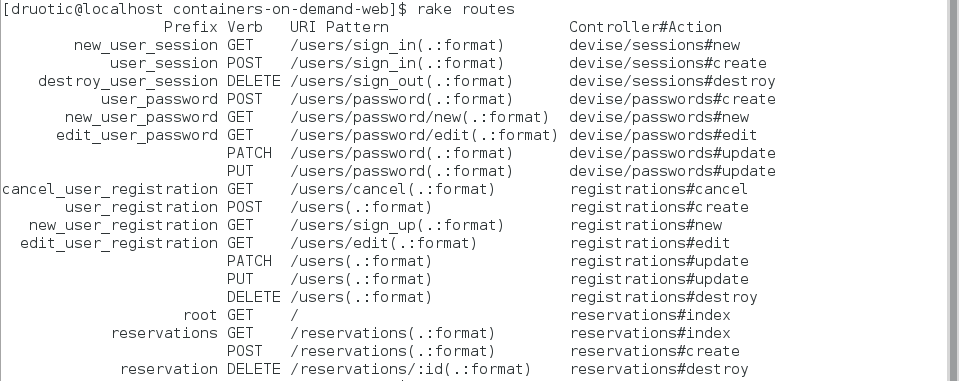 [druotic@localhost containers-on-demand-web]$ rake routes
Prefix Verb URI Pattern Controller#Action
new_user_session GET /users/sign_in(.:format) devise/sessions#new
user_session POST /users/sign_in(.:format) devise/sessions#create
destroy_user_session DELETE /users/sign_out(.:format) devise/sessions#destroy
user_password POST /users/password(.:format) devise/passwords#create
new_user_password GET /users/password/new(.:format) devise/passwords#new
edit_user_password GET /users/password/edit(.:format) devise/passwords#edit
PATCH /users/password(.:format) devise/passwords#update
PUT /users/password(.:format) devise/passwords#update
cancel_user_registration GET /users/cancel(.:format) registrations#cancel
user_registration POST /users(.:format) registrations#create
new_user_registration GET /users/sign_up(.:format) registrations#new
edit_user_registration GET /users/edit(.:format) registrations#edit
PATCH /users(.:format) registrations#update
PUT /users(.:format) registrations#update
DELETE /users(.:format) registrations#destroy
root GET / reservations#index
reservations GET /reservations(.:format) reservations#index
POST /reservations(.:format) reservations#create
reservation DELETE /reservations/:id(.:format) reservations#destroy